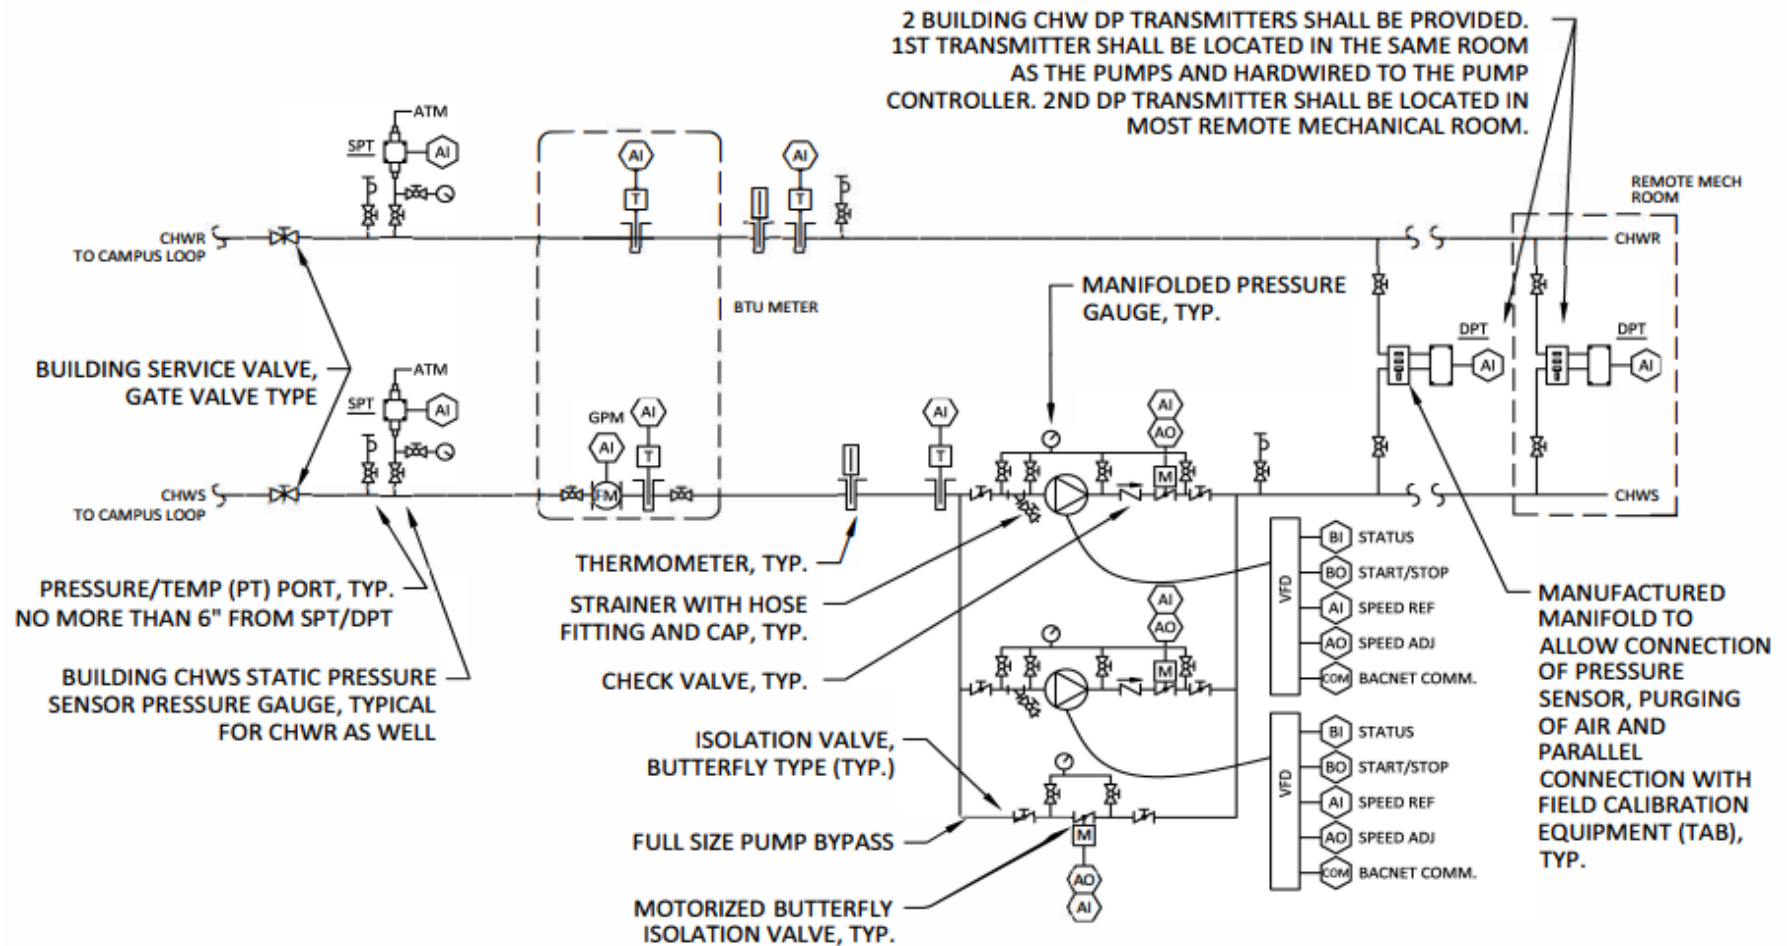 2 BUILDING CHW DP TRANSMITTERS SHALL BE PROVIDED.
1ST TRANSMITTER SHALL BE LOCATED IN THE SAME ROOM
AS THE PUMPS AND HARDWIRED TO THE PUMP
CONTROLLER. 2ND DP TRANSMITTER SHALL BE LOCATED IN
MOST REMOTE MECHANICAL ROOM.
ATM
SPT
AI
AI
T
AI
T
REMOTE MECH
ROOM
CHWR
TO CAMPUS LOOP
CHWR
BTU METER
MANIFOLDED PRESSURE
GAUGE, TYP.
DPT
AI
DPT
AI
BUILDING SERVICE VALVE,
GATE VALVE TYPE
ATM
SPT
AI
GPM
AI
FM
AI
T
AI
T
AI
AO
M
CHWS
TO CAMPUS LOOP
CHWS
THERMOMETER, TYP.
STRAINER WITH HOSE
FITTING AND CAP, TYP.
CHECK VALVE, TYP.
PRESSURE/TEMP (PT) PORT, TYP.
NO MORE THAN 6" FROM SPT/DPT
BUILDING CHWS STATIC PRESSURE
SENSOR PRESSURE GAUGE, TYPICAL
FOR CHWR AS WELL
AI
AO
M
VFD
BI STATUS
BO START/STOP
AI SPEED REF
AO SPEED ADJ
COM BACNET COMM.
MANUFACTURED
MANIFOLD TO
ALLOW CONNECTION
OF PRESSURE
SENSOR, PURGING
OF AIR AND
PARALLEL
CONNECTION WITH
FIELD CALIBRATION
EQUIPMENT (TAB),
TYP.
ISOLATION VALVE,
BUTTERFLY TYPE (TYP.)
FULL SIZE PUMP BYPASS
MOTORIZED BUTTERFLY
ISOLATION VALVE, TYP.
M
AO
AI
VFD
BI STATUS
BO START/STOP
AI SPEED REF
AO SPEED ADJ
COM BACNET COMM.